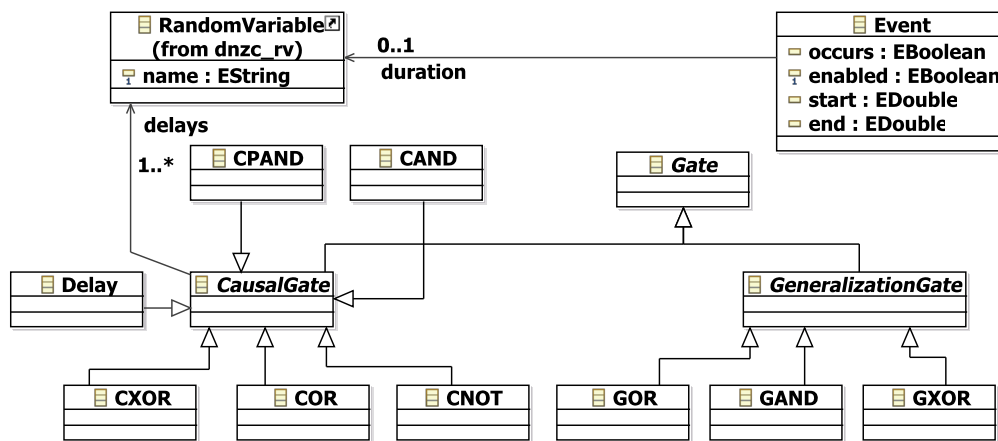 RandomVariable
(from dnzc_rv)
name : EString
0..1
duration
Event
occurs : EBoolean
enabled : EBoolean
start : EDouble
end : EDouble
delays
1..*
CPAND
CAND
Gate
Delay
CausalGate
GeneralizationGate
CXOR
COR
CNOT
GOR
GAND
GXOR